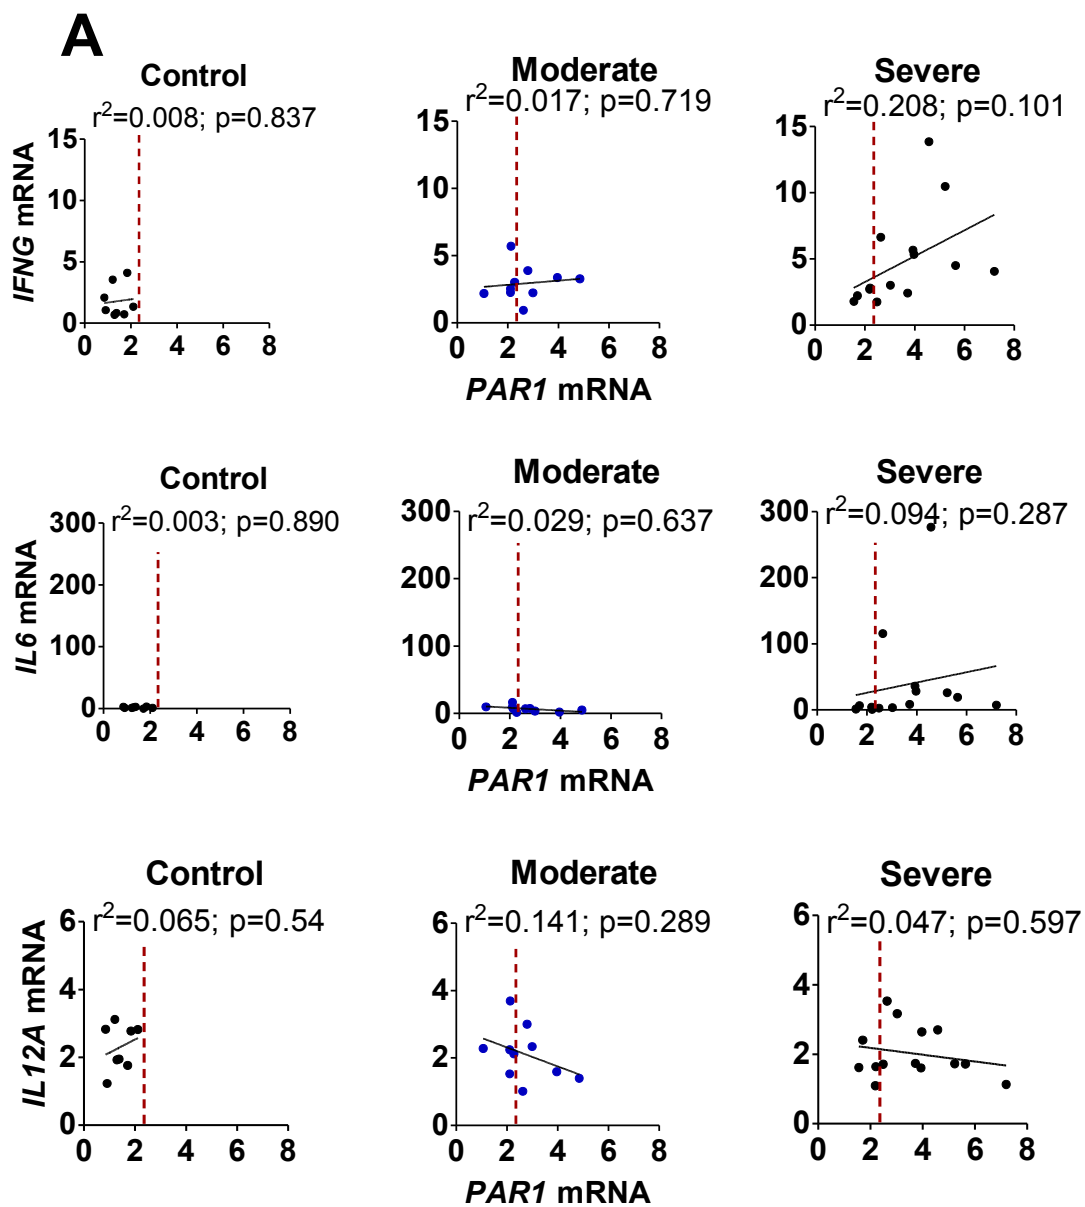 A
Control Moderate Severe
r²=0.008; p=0.837 r²=0.017; p=0.719 r²=0.208; p=0.101
IFNG mRNA
15 15 15
10 10 10
5 5 5
0 0 0
0 2 4 6 8 0 2 4 6 8 0 2 4 6 8
PAR1 mRNA
Control Moderate Severe
r²=0.003; p=0.890 r²=0.029; p=0.637 r²=0.094; p=0.287
IL6 mRNA
300 300 300
200 200 200
100 100 100
0 0 0
0 2 4 6 8 0 2 4 6 8 0 2 4 6 8
PAR1 mRNA
Control Moderate Severe
r²=0.065; p=0.54 r²=0.141; p=0.289 r²=0.047; p=0.597
IL12A mRNA
6 6 6
4 4 4
2 2 2
0 0 0
0 2 4 6 8 0 2 4 6 8 0 2 4 6 8
PAR1 mRNA